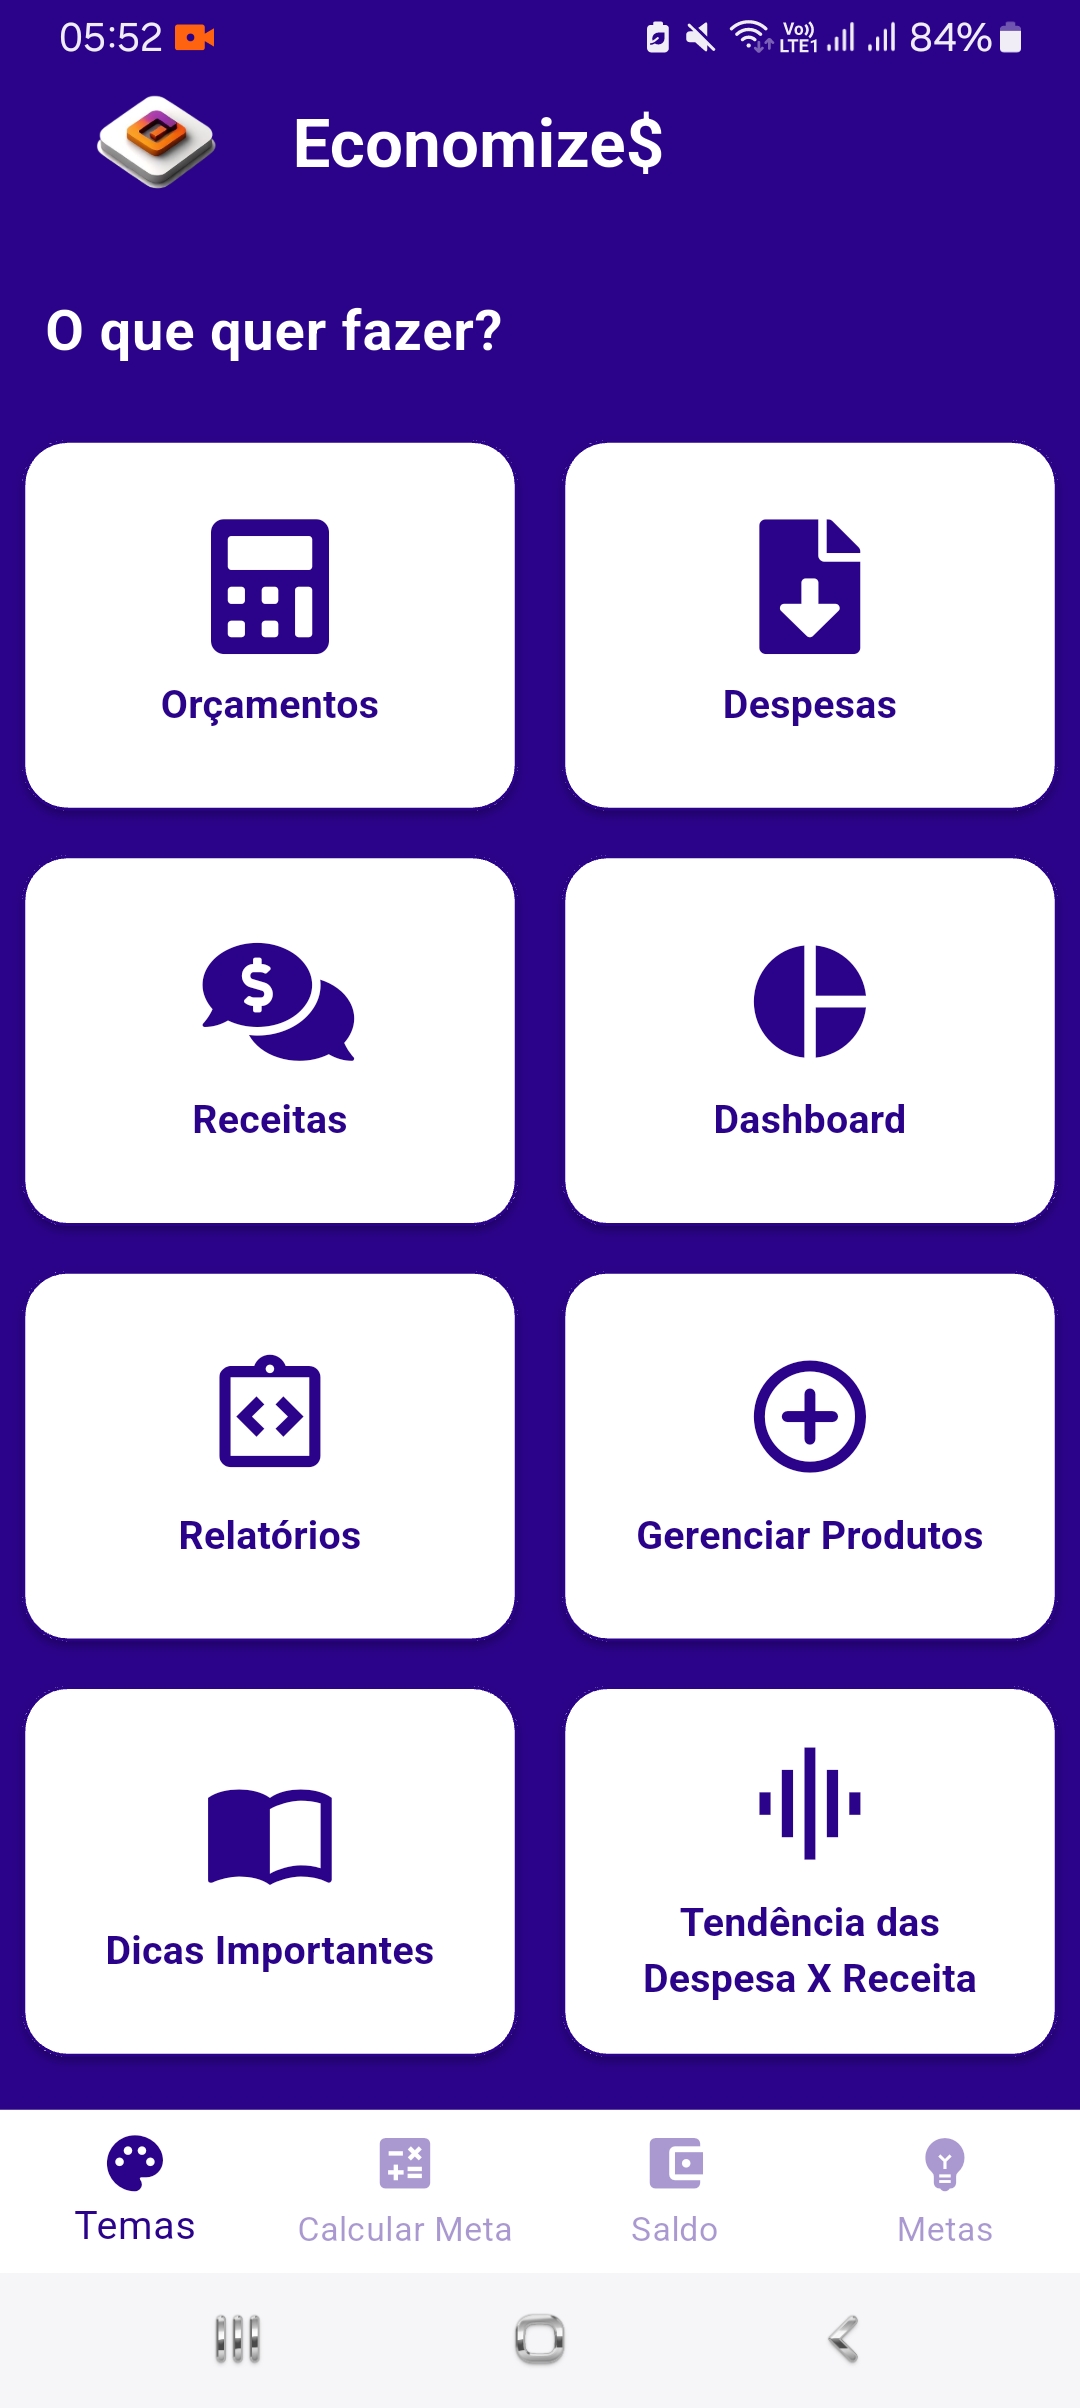 05:52
Vo))
LTE1
84%
Economize$
O que quer fazer?
Orçamentos
Despesas
$
Receitas
Dashboard
Relatórios
Gerenciar Produtos
Dicas Importantes
Tendência das
Despesa X Receita
Temas
Calcular Meta
Saldo
Metas